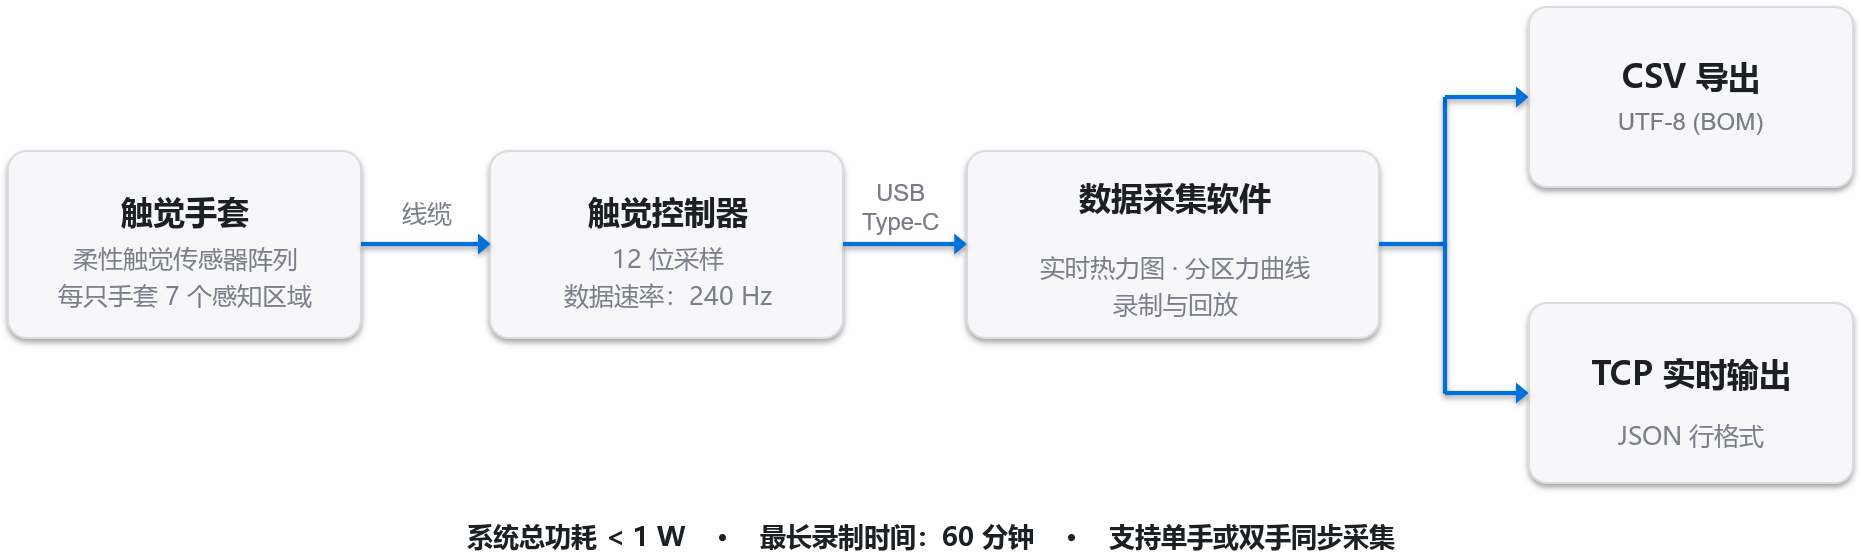 触觉手套
柔性触觉传感器阵列
每只手套 7 个感知区域
线缆
触觉控制器
12 位采样
数据速率：240 Hz
USB
Type-C
数据采集软件
实时热力图 · 分区力曲线
录制与回放
CSV 导出
UTF-8 (BOM)
TCP 实时输出
JSON 行格式
系统总功耗 < 1 W • 最长录制时间：60 分钟 • 支持单手或双手同步采集